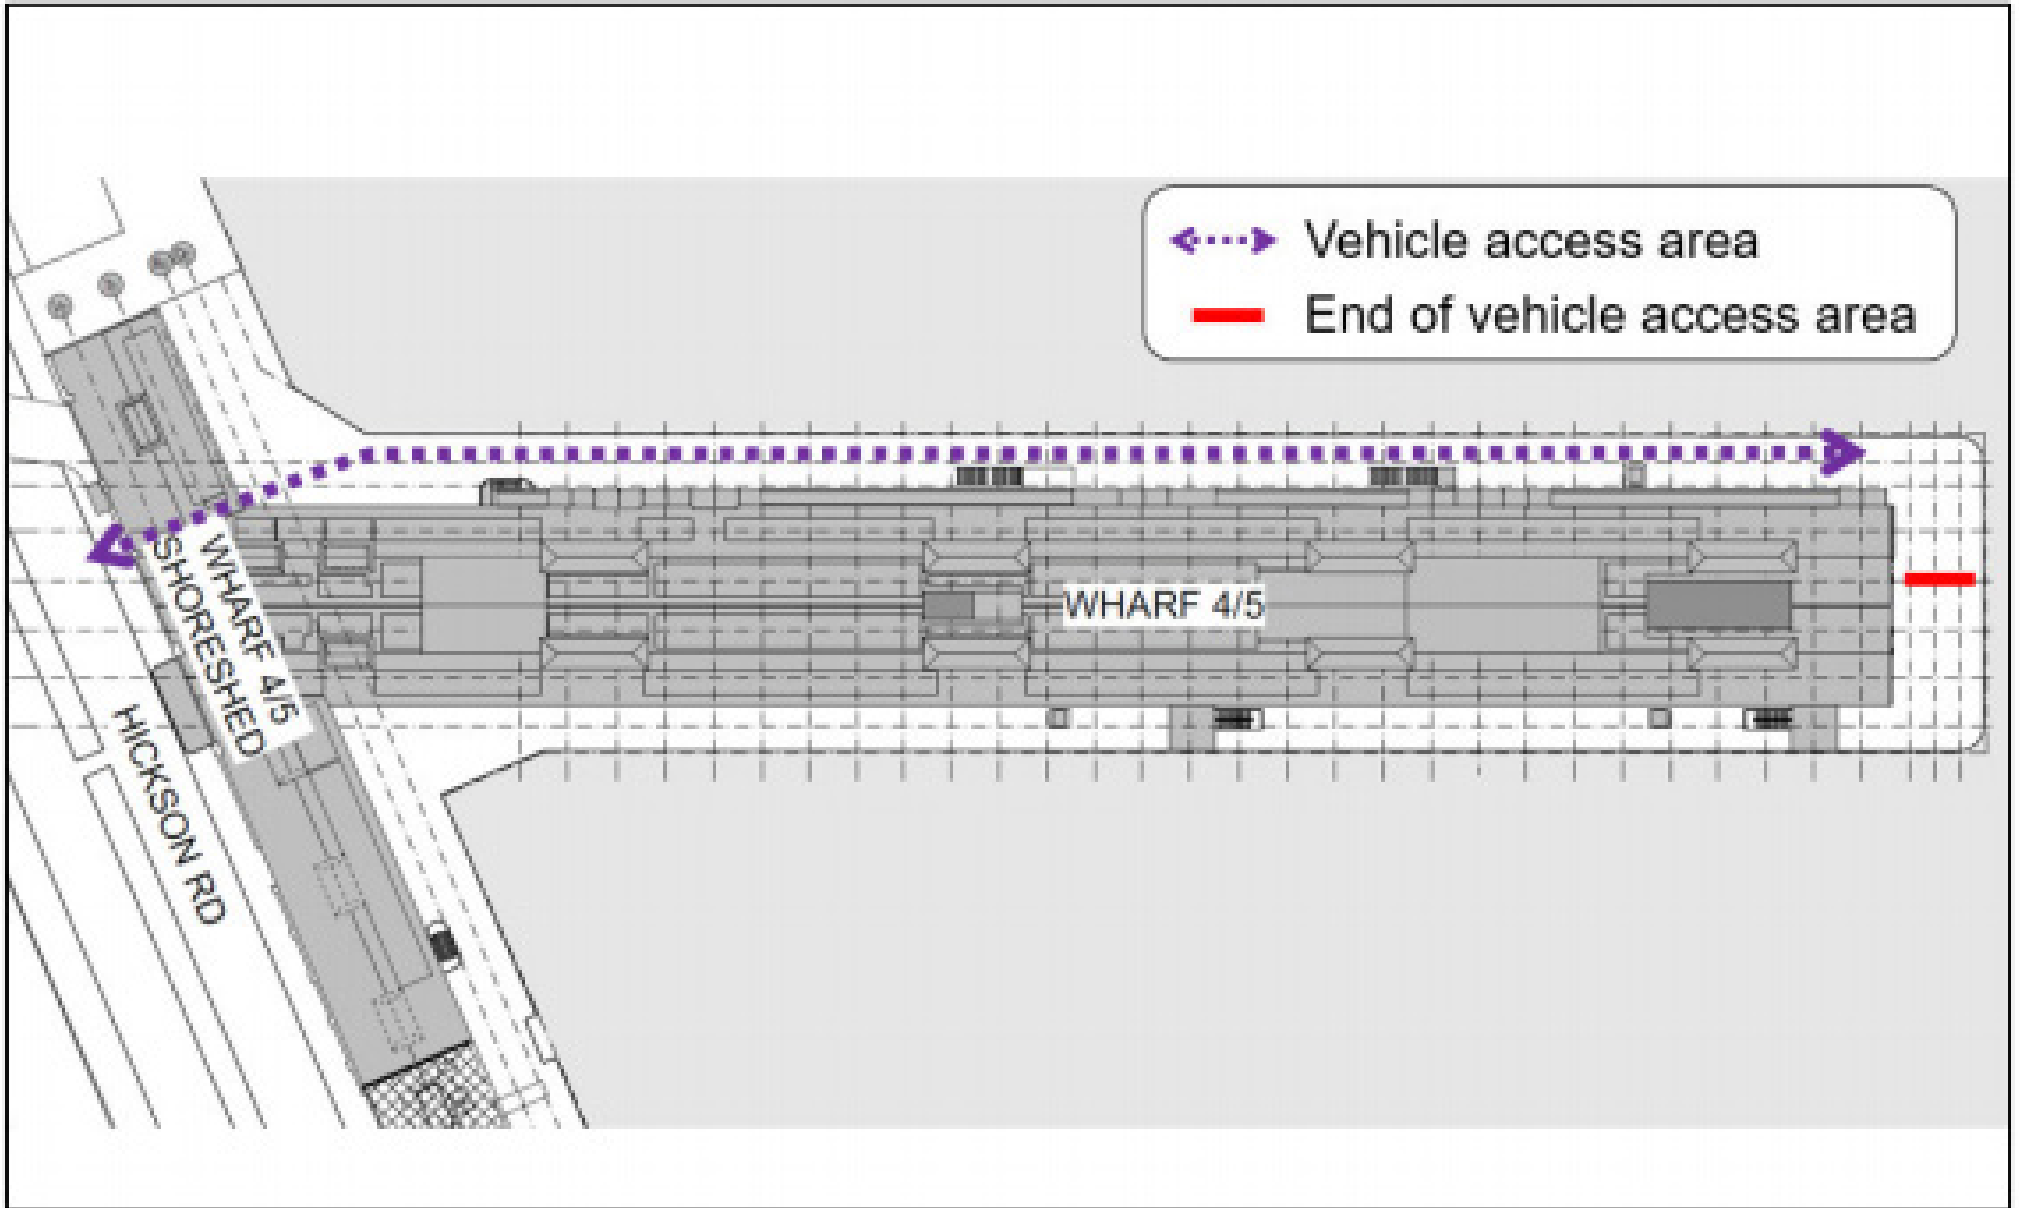 Vehicle access area
End of vehicle access area
WHARF 4/5
SHORESHED
WHARF 4/5
HICKSON RD